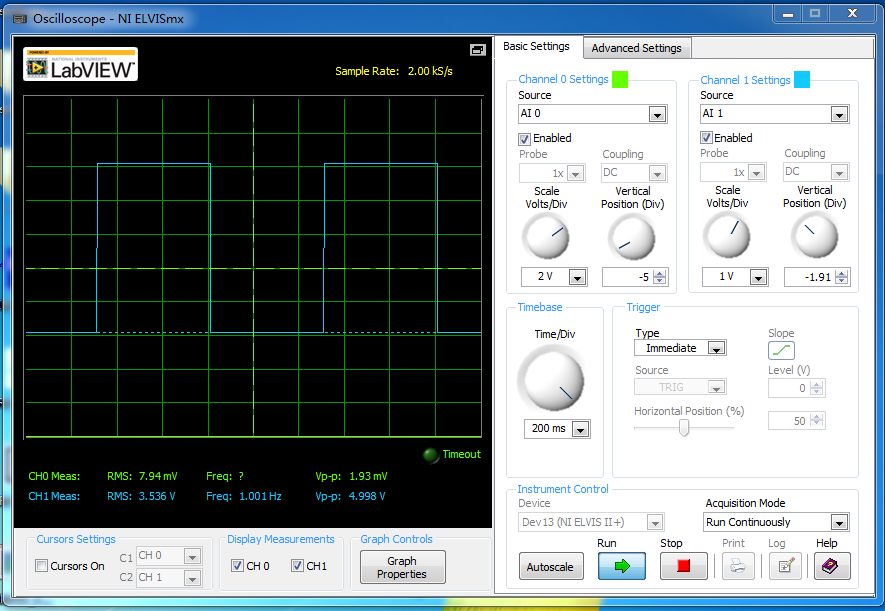 Oscilloscope - NI ELVISmx
POWERED BY
NATIONAL INSTRUMENTS
LabVIEW™
Sample Rate: 2.00 kS/s
Timeout
CH0 Meas: RMS: 7.94 mV Freq: ? Vp-p: 1.93 mV
CH1 Meas: RMS: 3.536 V Freq: 1.001 Hz Vp-p: 4.998 V
Cursors Settings
Cursors On
C1 CH 0
C2 CH 1
Display Measurements
CH 0 CH1
Graph Controls
Graph
Properties
Basic Settings Advanced Settings
Channel 0 Settings
Source
AI 0
Enabled
Probe Coupling
1x DC
Scale Vertical
Volts/Div Position (Div)
2 V -5
Channel 1 Settings
Source
AI 1
Enabled
Probe Coupling
1x DC
Scale Vertical
Volts/Div Position (Div)
1 V -1.91
Timebase
Time/Div
200 ms
Trigger
Type Slope
Immediate
Source Level (V)
TRIG 0
Horizontal Position (%)
50
Instrument Control
Device Acquisition Mode
Dev13 (NI ELVIS II+) Run Continuously
Run Stop Print Log Help
Autoscale